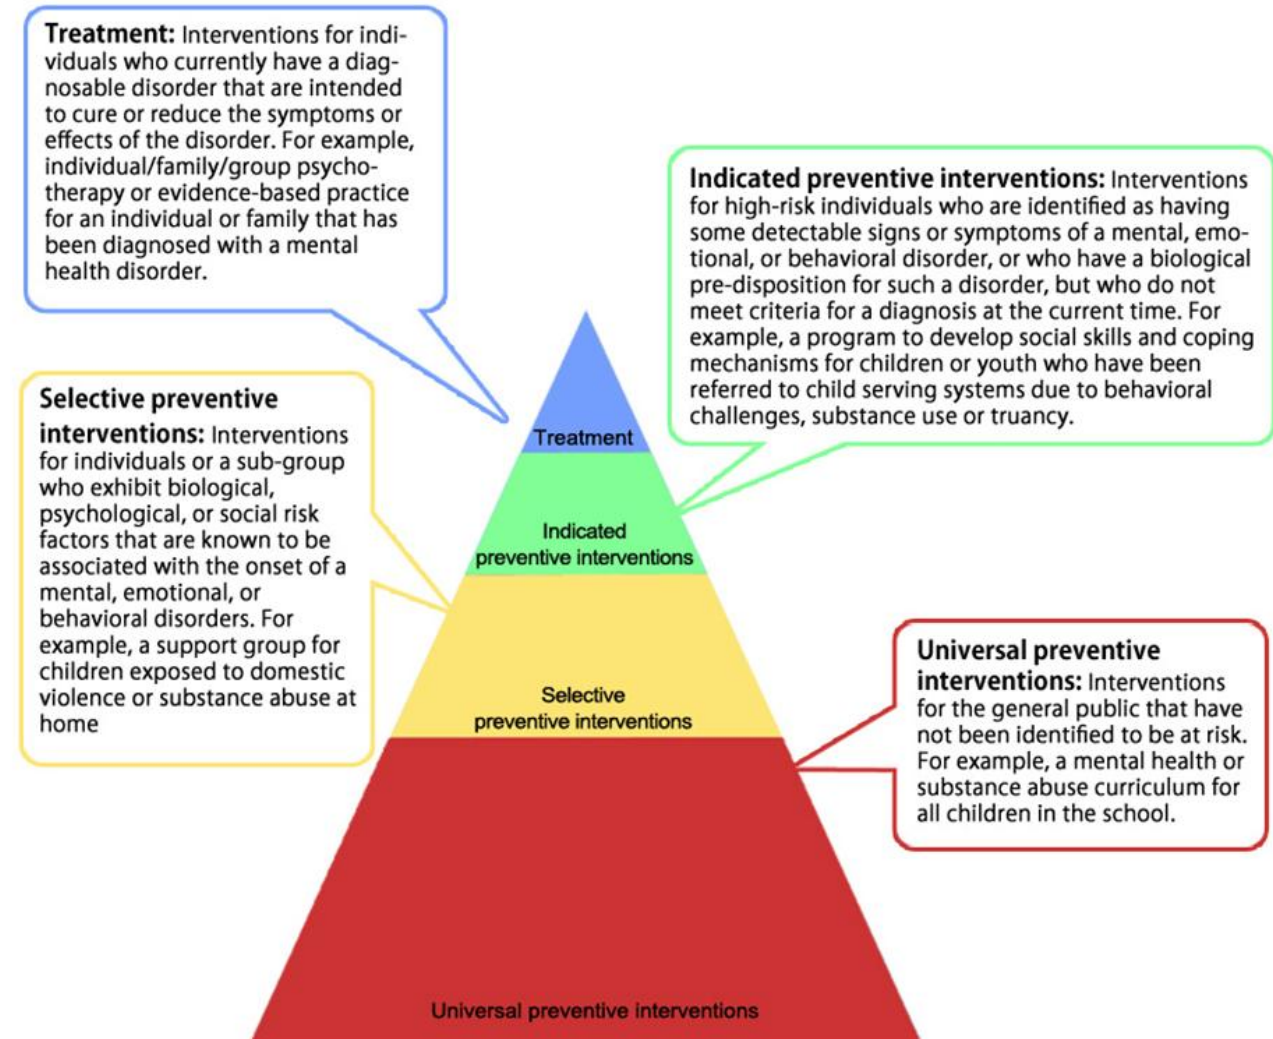 Treatment: Interventions for indi-
viduals who currently have a diag-
nosable disorder that are intended
to cure or reduce the symptoms or
effects of the disorder. For example,
individual/family/group psycho-
therapy or evidence-based practice
for an individual or family that has
been diagnosed with a mental
health disorder.
Indicated preventive interventions: Interventions
for high-risk individuals who are identified as having
some detectable signs or symptoms of a mental, emo-
tional, or behavioral disorder, or who have a biological
pre-disposition for such a disorder, but who do not
meet criteria for a diagnosis at the current time. For
example, a program to develop social skills and coping
mechanisms for children or youth who have been
referred to child serving systems due to behavioral
challenges, substance use or truancy.
Selective preventive
interventions: Interventions
for individuals or a sub-group
who exhibit biological,
psychological, or social risk
factors that are known to be
associated with the onset of a
mental, emotional, or
behavioral disorders. For
example, a support group for
children exposed to domestic
violence or substance abuse at
home
Universal preventive
interventions: Interventions
for the general public that have
not been identified to be at risk.
For example, a mental health or
substance abuse curriculum for
all children in the school.
Treatment
Indicated
preventive interventions
Selective
preventive interventions
Universal preventive interventions